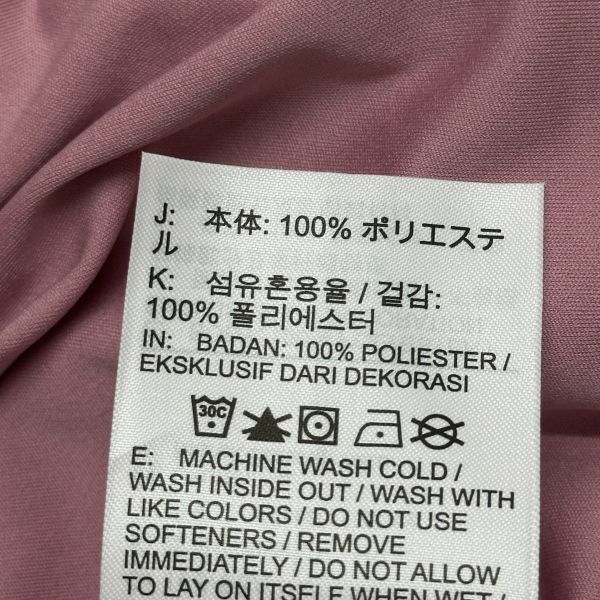 J: 本体: 100% ポリエステ
ル
K: 섬유혼용율 / 겉감:
100% 폴리에스터
IN: BADAN: 100% POLIESTER /
EKSKLUSIF DARI DEKORASI
30C
E: MACHINE WASH COLD /
WASH INSIDE OUT / WASH WITH
LIKE COLORS / DO NOT USE
SOFTENERS / REMOVE
IMMEDIATELY / DO NOT ALLOW
TO LAY ON ITSELF WHEN WET /